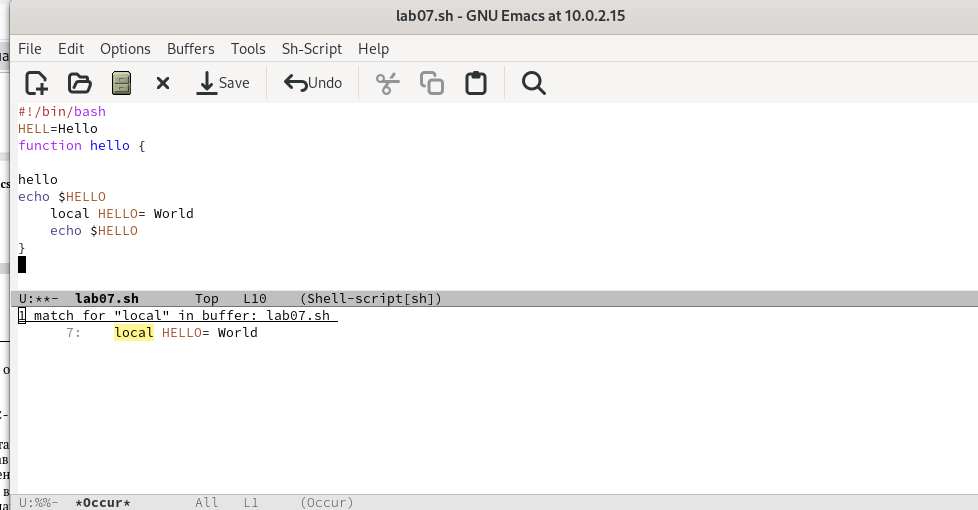 lab07.sh - GNU Emacs at 10.0.2.15
File Edit Options Buffers Tools Sh-Script Help
Save Undo
#!/bin/bash
HELL=Hello
function hello {
hello
echo $HELLO
local HELLO= World
echo $HELLO
}
U:**- lab07.sh Top L10 (Shell-script[sh])
1 match for "local" in buffer: lab07.sh
7: local HELLO= World
U:%%- *Occur* All L1 (Occur)